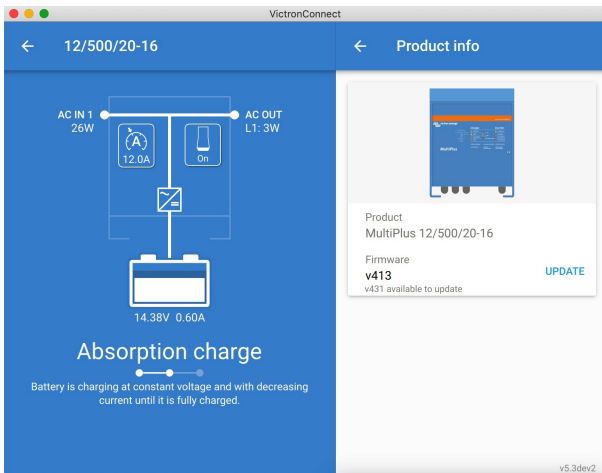 VictronConnect
12/500/20-16
AC IN 1
26W
AC OUT
L1: 3W
A
12.0A
On
14.38V 0.60A
Absorption charge
Battery is charging at constant voltage and with decreasing
current until it is fully charged.
Product info
MultiPlus
Product
MultiPlus 12/500/20-16
Firmware
v413
UPDATE
v431 available to update
v5.3dev2